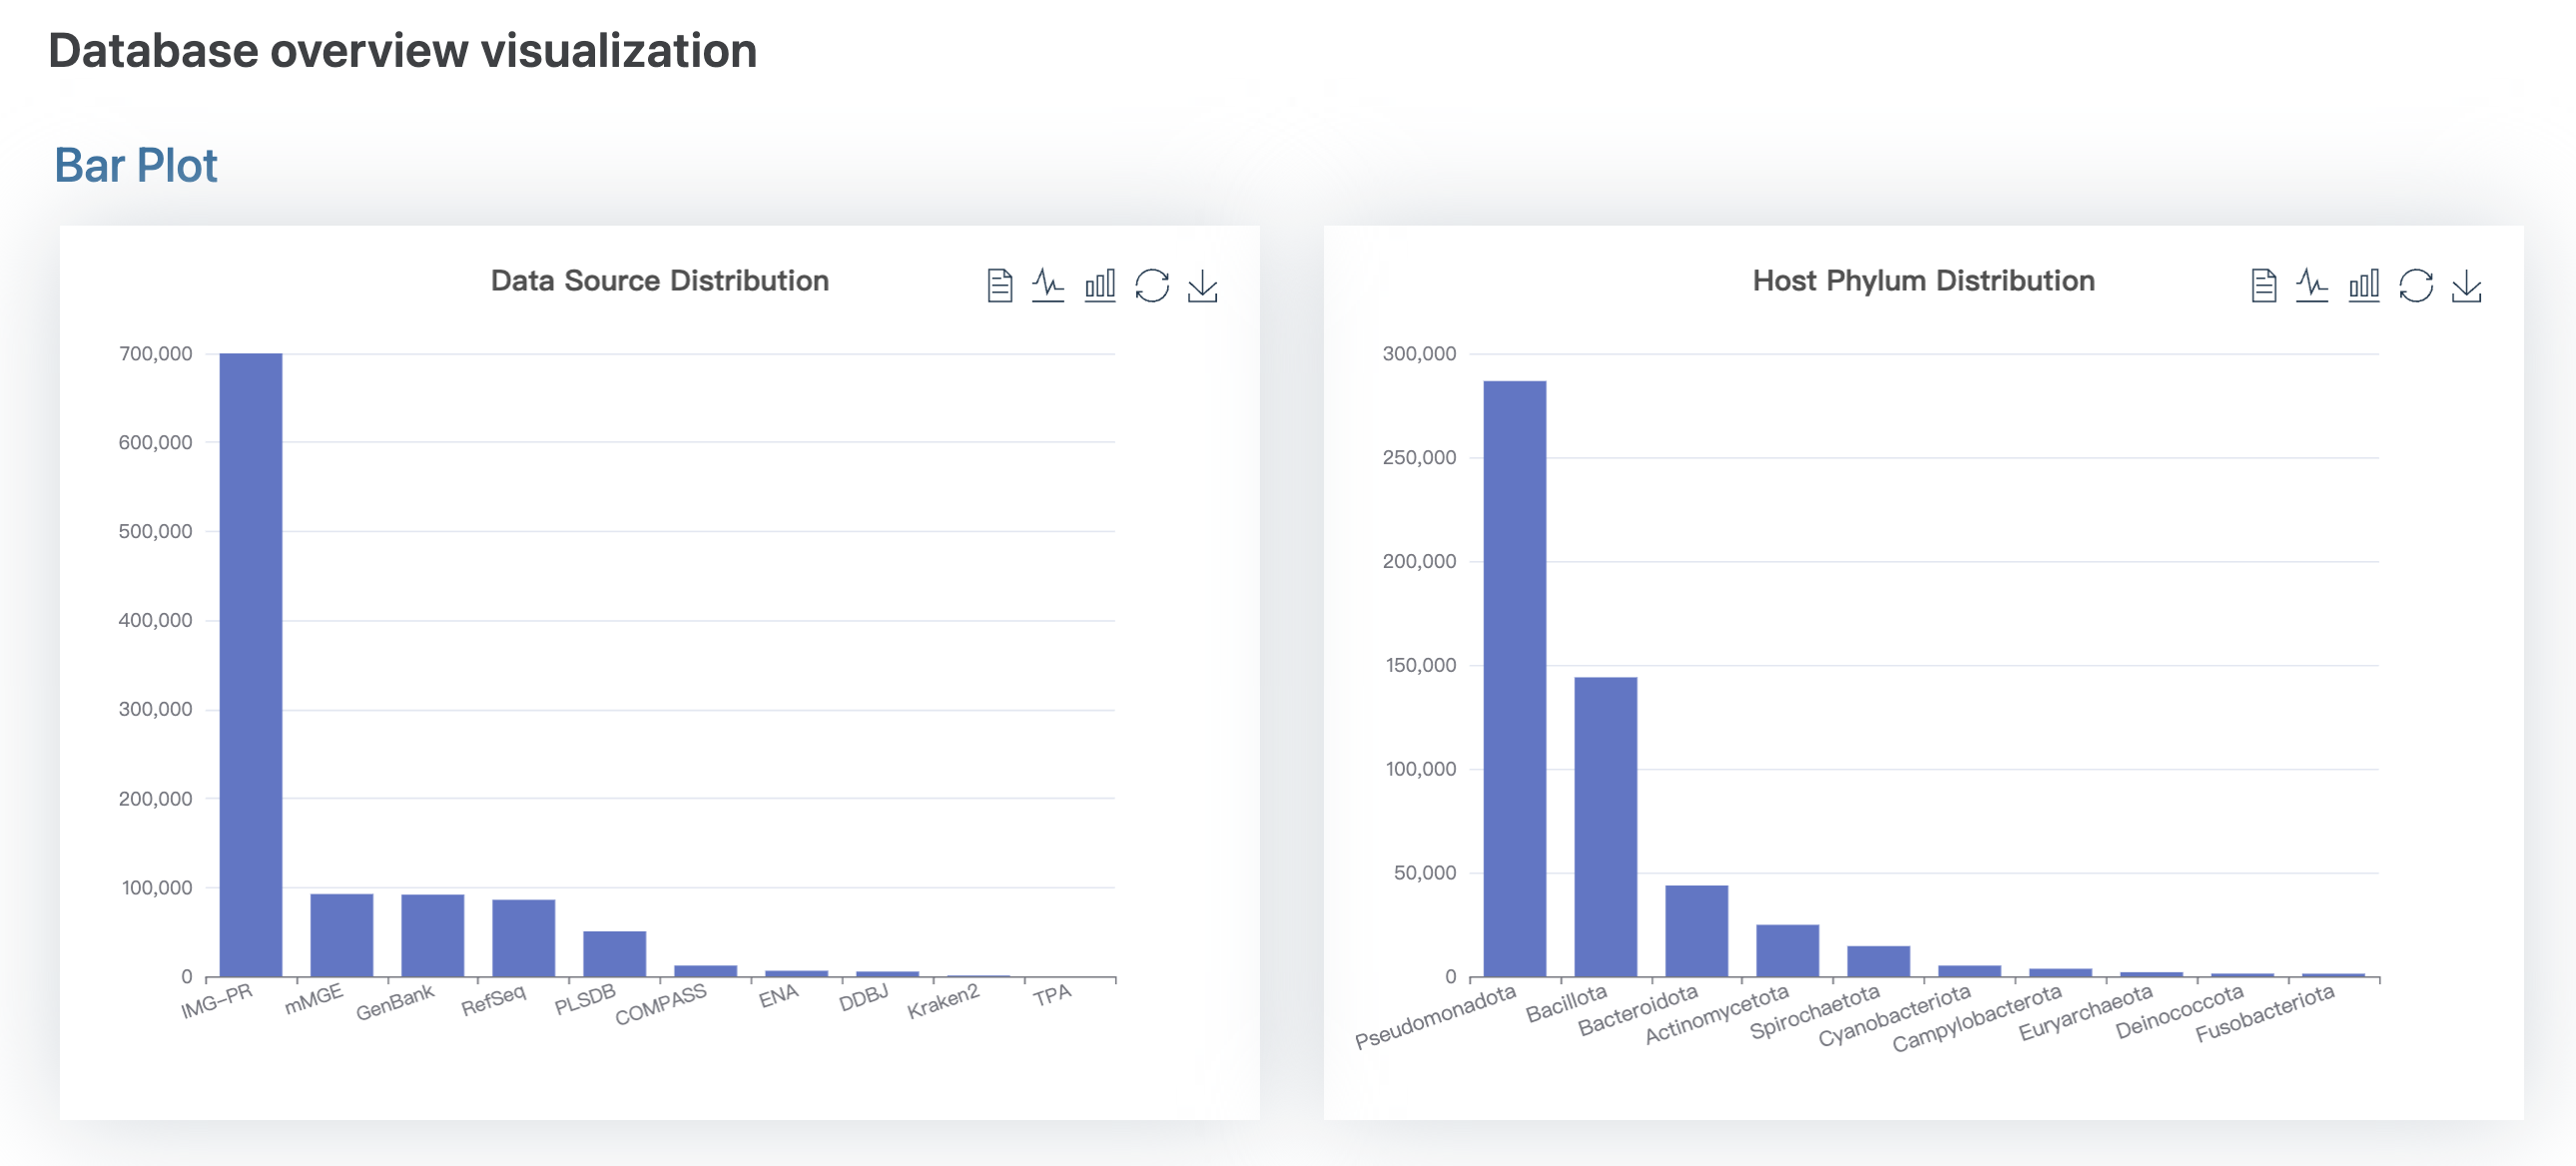 Database overview visualization
Bar Plot
Data Source Distribution
700,000
600,000
500,000
400,000
300,000
200,000
100,000
0
IMG-PR
mMGE
GenBank
RefSeq
PLSDB
COMPASS
ENA
DDBJ
Kraken2
TPA
Host Phylum Distribution
300,000
250,000
200,000
150,000
100,000
50,000
0
Pseudomonadota
Bacillota
Bacteroidota
Actinomycetota
Spirochaetota
Cyanobacteriota
Campylobacterota
Euryarchaeota
Deinococcota
Fusobacteriota